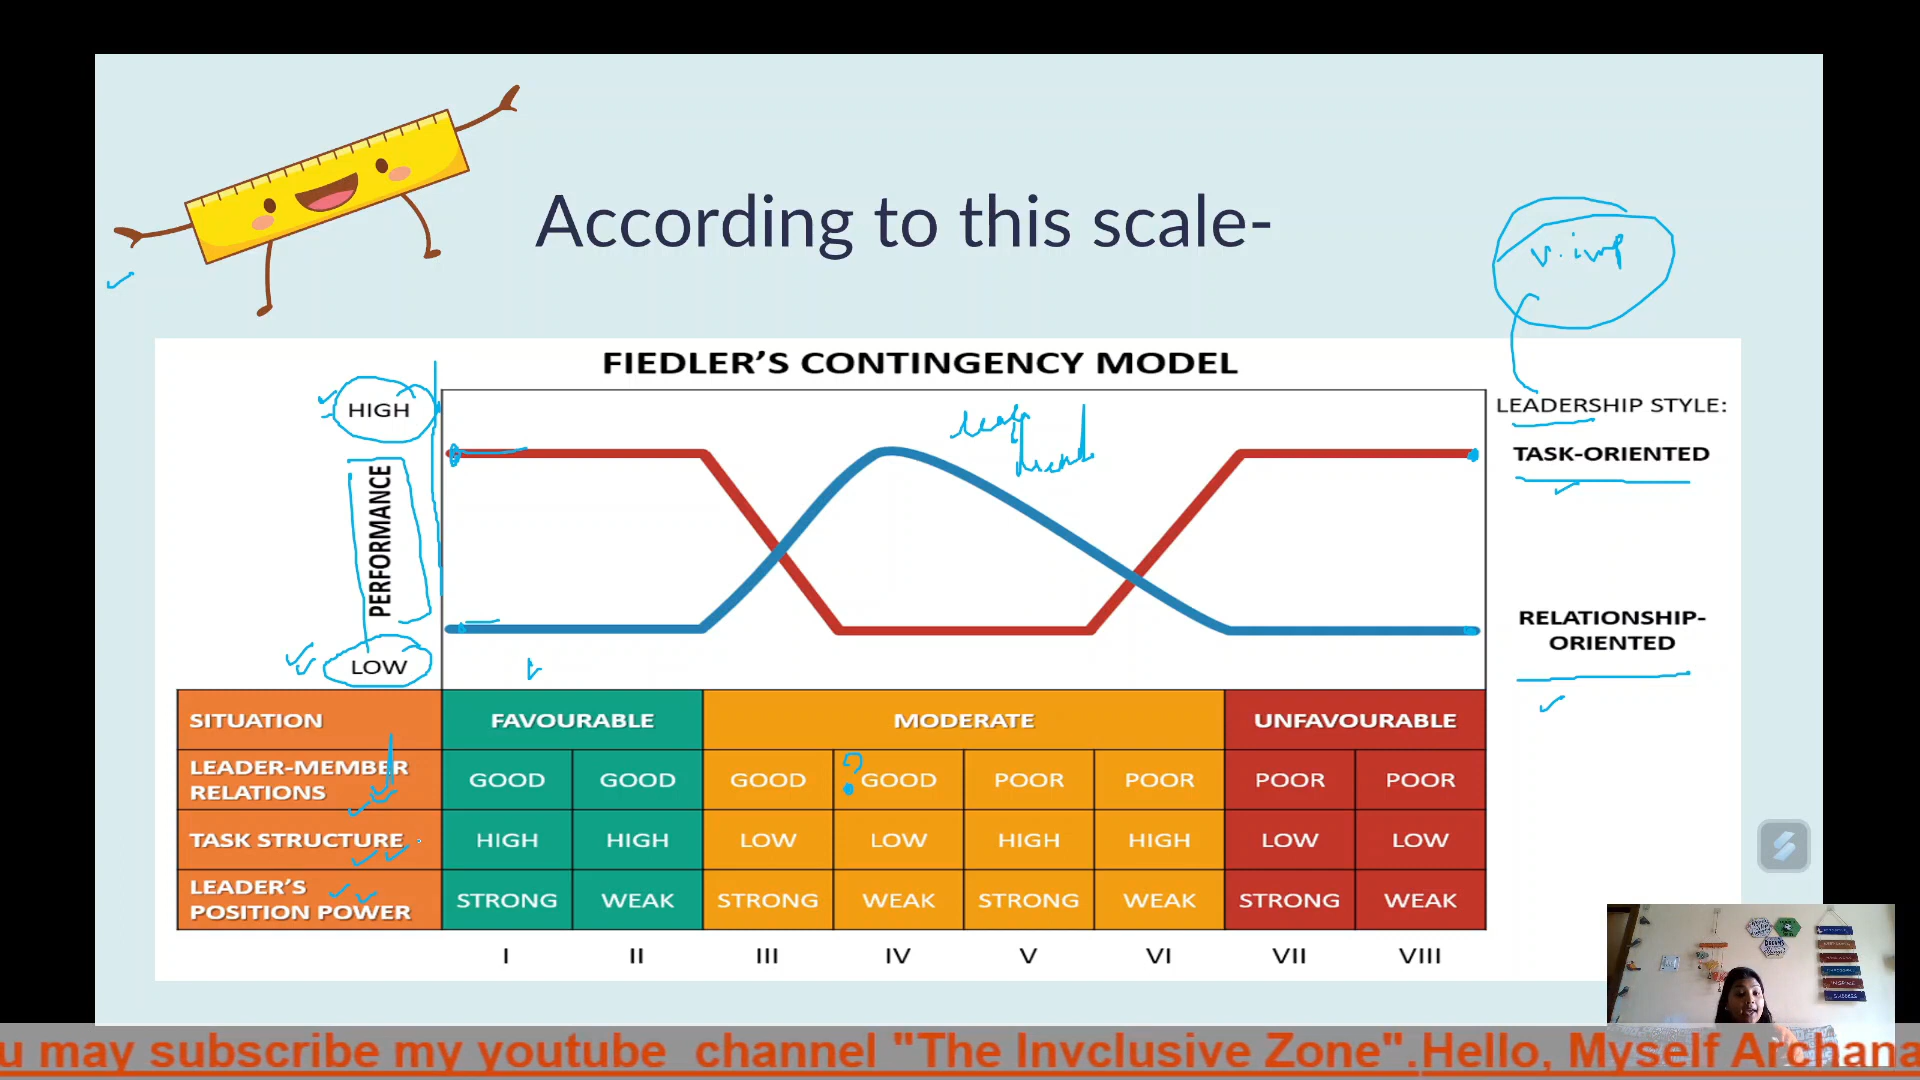 According to this scale-
v.imp
FIEDLER'S CONTINGENCY MODEL
HIGH
PERFORMANCE
LOW
LEADERSHIP STYLE:
TASK-ORIENTED
RELATIONSHIP-
ORIENTED
SITUATION FAVOURABLE MODERATE UNFAVOURABLE
LEADER-MEMBER
RELATIONS GOOD GOOD GOOD ? GOOD POOR POOR POOR POOR
TASK STRUCTURE HIGH HIGH LOW LOW HIGH HIGH LOW LOW
LEADER'S
POSITION POWER STRONG WEAK STRONG WEAK STRONG WEAK STRONG WEAK
I II III IV V VI VII VIII
u may subscribe my youtube channel "The Invclusive Zone".Hello, Myself Archana